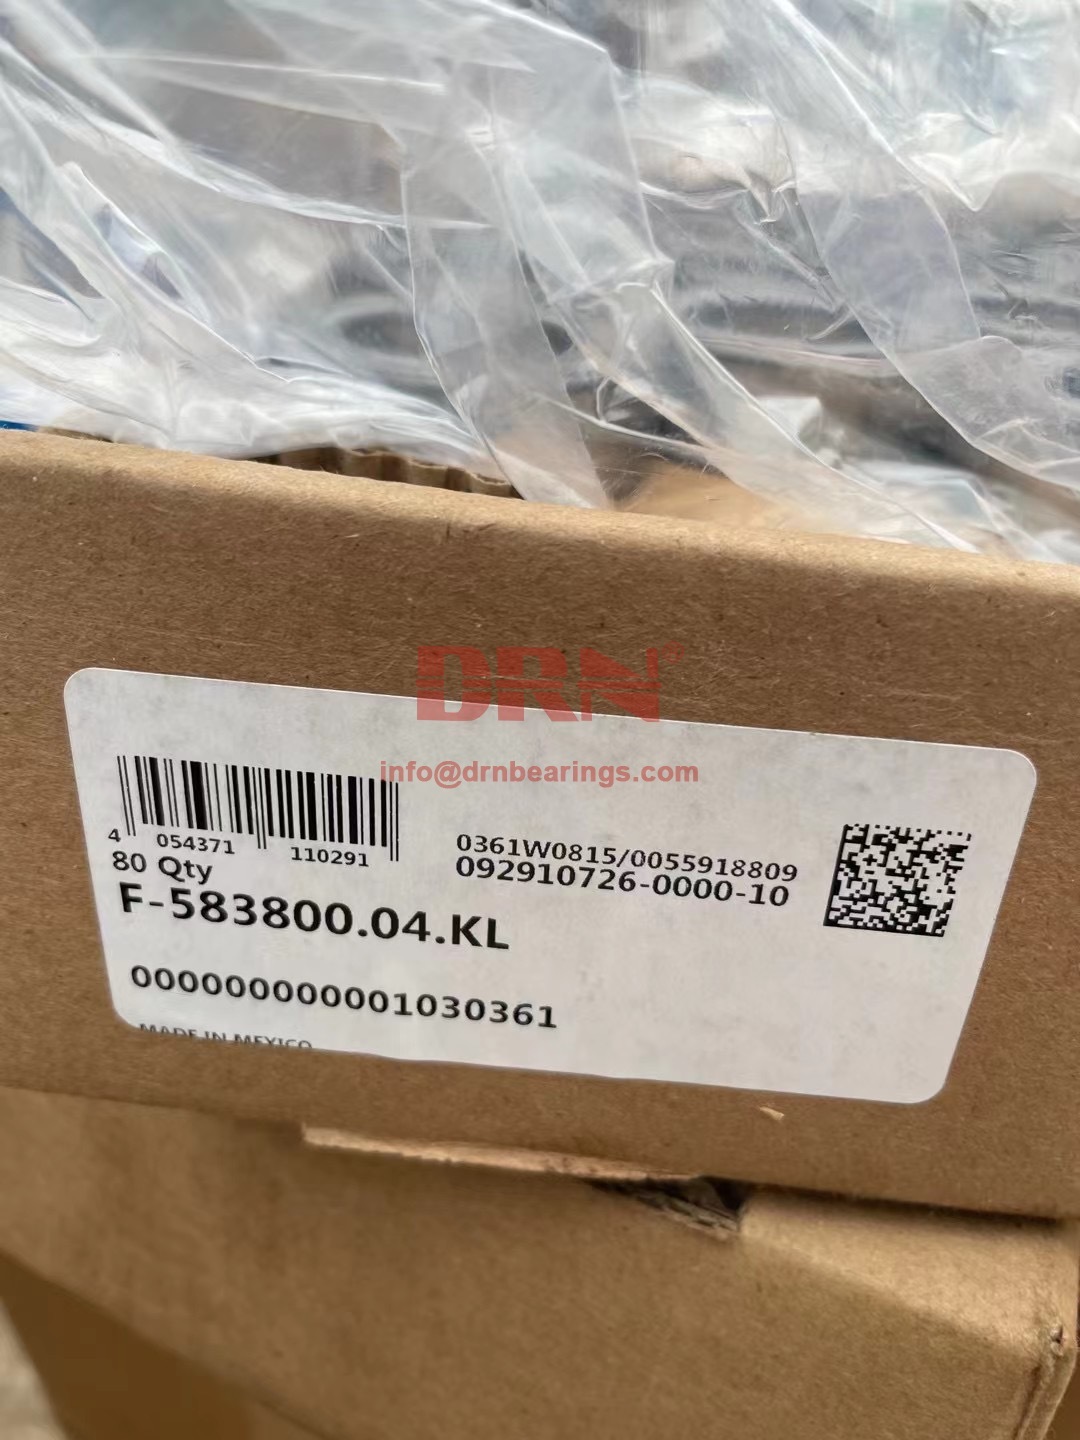 DRN®
info@drnbearings.com
4 054371 110291
80 Qty
0361W0815/0055918809
092910726-0000-10
F-583800.04.KL
000000000001030361
MADE IN MEXICO